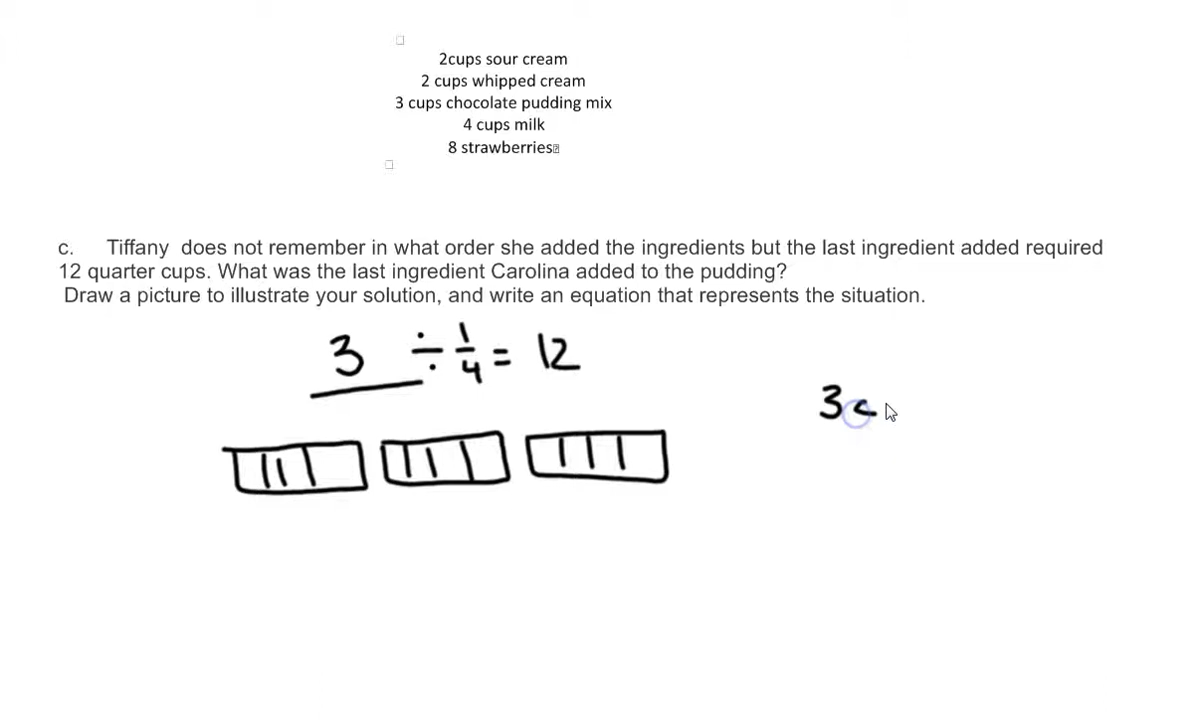 2cups sour cream
2 cups whipped cream
3 cups chocolate pudding mix
4 cups milk
8 strawberries
c. Tiffany does not remember in what order she added the ingredients but the last ingredient added required
12 quarter cups. What was the last ingredient Carolina added to the pudding?
Draw a picture to illustrate your solution, and write an equation that represents the situation.
3 ÷ 1/4 = 12
3 c